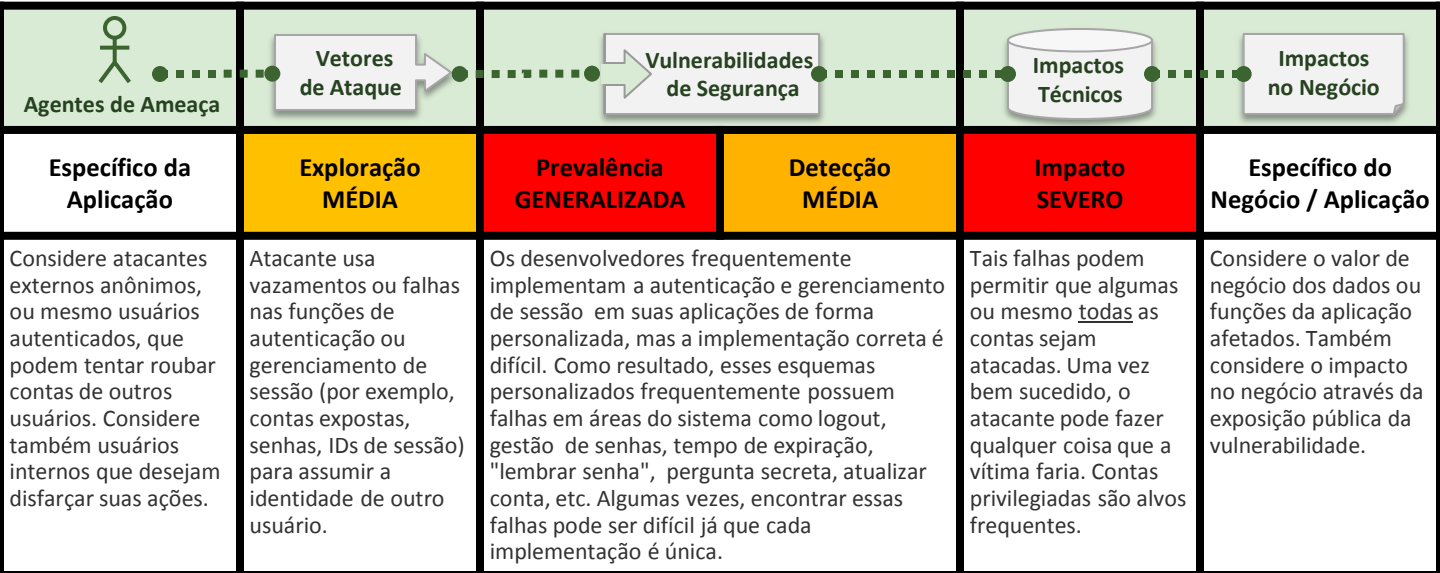 Agentes de Ameaça
Vetores
de Ataque
Vulnerabilidades
de Segurança
Impactos
Técnicos
Impactos
no Negócio
Específico da
Aplicação
Exploração
MÉDIA
Prevalência
GENERALIZADA
Detecção
MÉDIA
Impacto
SEVERO
Específico do
Negócio / Aplicação
Considere atacantes
externos anônimos,
ou mesmo usuários
autenticados, que
podem tentar roubar
contas de outros
usuários. Considere
também usuários
internos que desejam
disfarçar suas ações.
Atacante usa
vazamentos ou falhas
nas funções de
autenticação ou
gerenciamento de
sessão (por exemplo,
contas expostas,
senhas, IDs de sessão)
para assumir a
identidade de outro
usuário.
Os desenvolvedores frequentemente
implementam a autenticação e gerenciamento
de sessão em suas aplicações de forma
personalizada, mas a implementação correta é
difícil. Como resultado, esses esquemas
personalizados frequentemente possuem
falhas em áreas do sistema como logout,
gestão de senhas, tempo de expiração,
"lembrar senha", pergunta secreta, atualizar
conta, etc. Algumas vezes, encontrar essas
falhas pode ser difícil já que cada
implementação é única.
Tais falhas podem
permitir que algumas
ou mesmo todas as
contas sejam
atacadas. Uma vez
bem sucedido, o
atacante pode fazer
qualquer coisa que a
vítima faria. Contas
privilegiadas são alvos
frequentes.
Considere o valor de
negócio dos dados ou
funções da aplicação
afetados. Também
considere o impacto
no negócio através da
exposição pública da
vulnerabilidade.